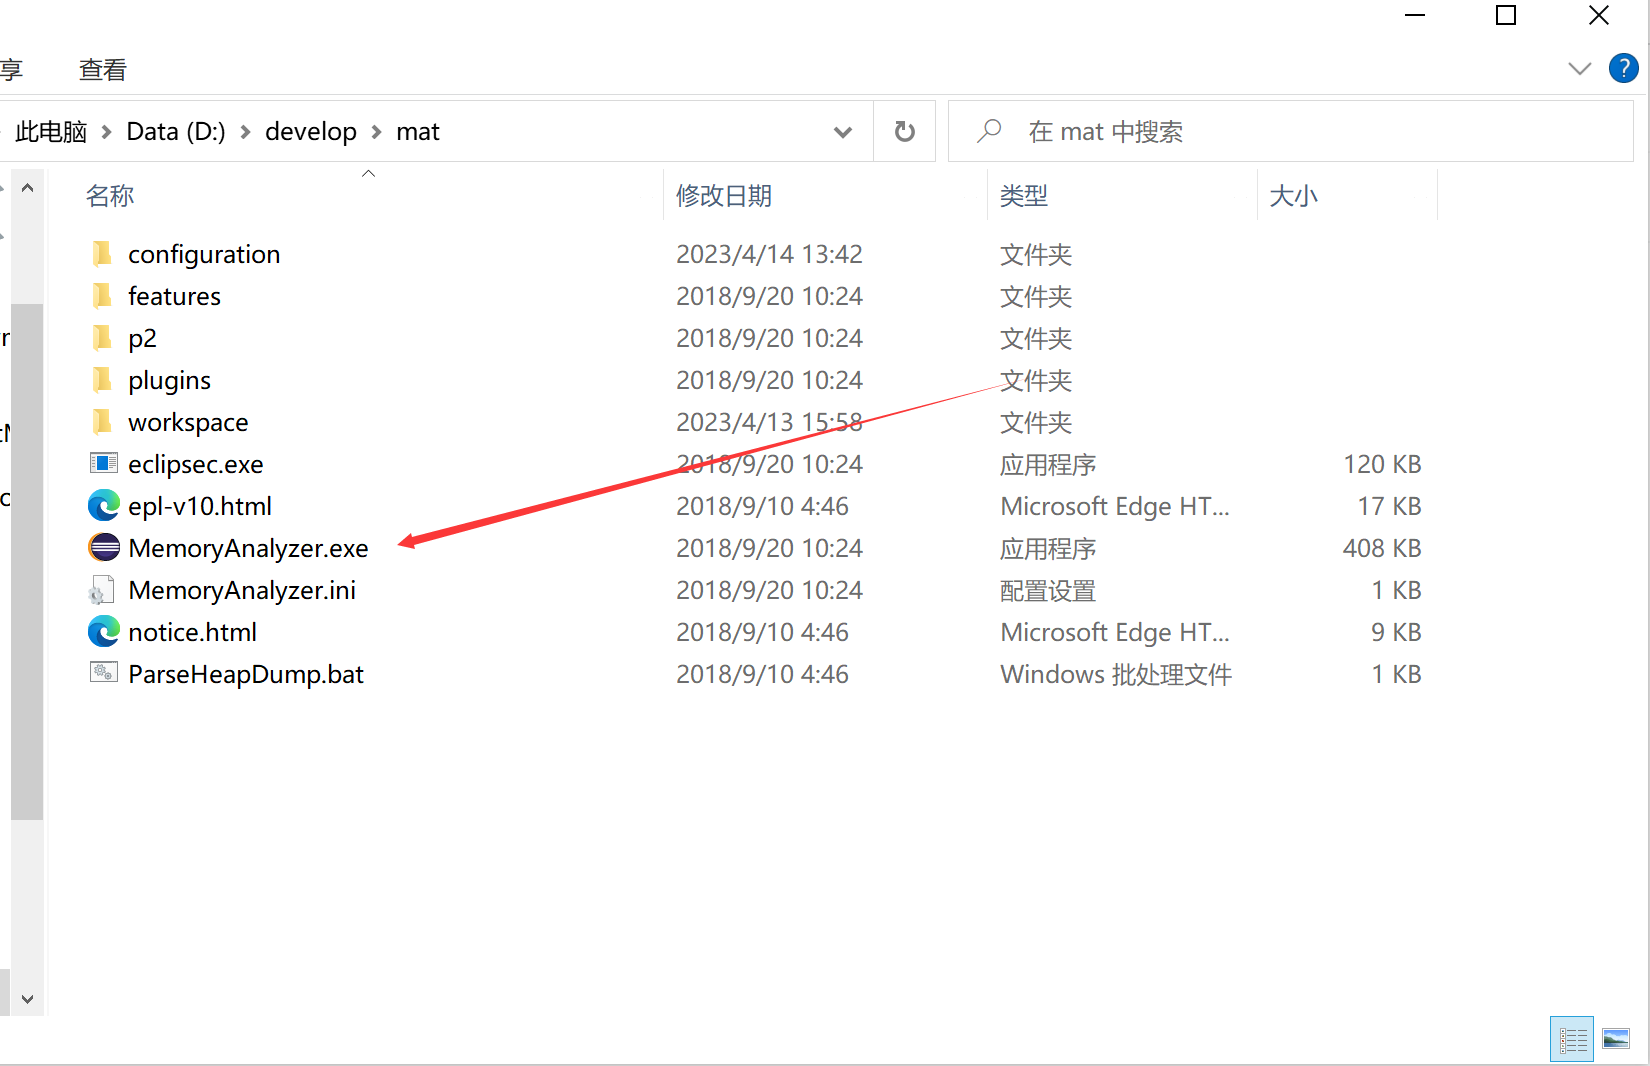 享 查看
此电脑 Data (D:) develop mat 在 mat 中搜索
名称 修改日期 类型 大小
configuration 2023/4/14 13:42 文件夹
features 2018/9/20 10:24 文件夹
p2 2018/9/20 10:24 文件夹
plugins 2018/9/20 10:24 文件夹
workspace 2023/4/13 15:58 文件夹
eclipsec.exe 2018/9/20 10:24 应用程序 120 KB
epl-v10.html 2018/9/10 4:46 Microsoft Edge HT... 17 KB
MemoryAnalyzer.exe 2018/9/20 10:24 应用程序 408 KB
MemoryAnalyzer.ini 2018/9/20 10:24 配置设置 1 KB
notice.html 2018/9/10 4:46 Microsoft Edge HT... 9 KB
ParseHeapDump.bat 2018/9/10 4:46 Windows 批处理文件 1 KB